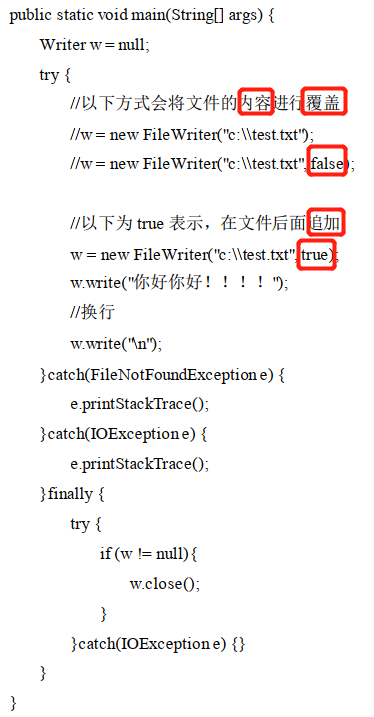 public static void main(String[] args) {
Writer w = null;
try {
//以下方式会将文件的内容进行覆盖
//w = new FileWriter("c:\\test.txt");
//w = new FileWriter("c:\\test.txt",false);
//以下为 true 表示，在文件后面追加
w = new FileWriter("c:\\test.txt",true);
w.write("你好你好！！！！");
//换行
w.write("\n");
}catch(FileNotFoundException e) {
e.printStackTrace();
}catch(IOException e) {
e.printStackTrace();
}finally {
try {
if (w != null){
w.close();
}
}catch(IOException e) {}
}
}